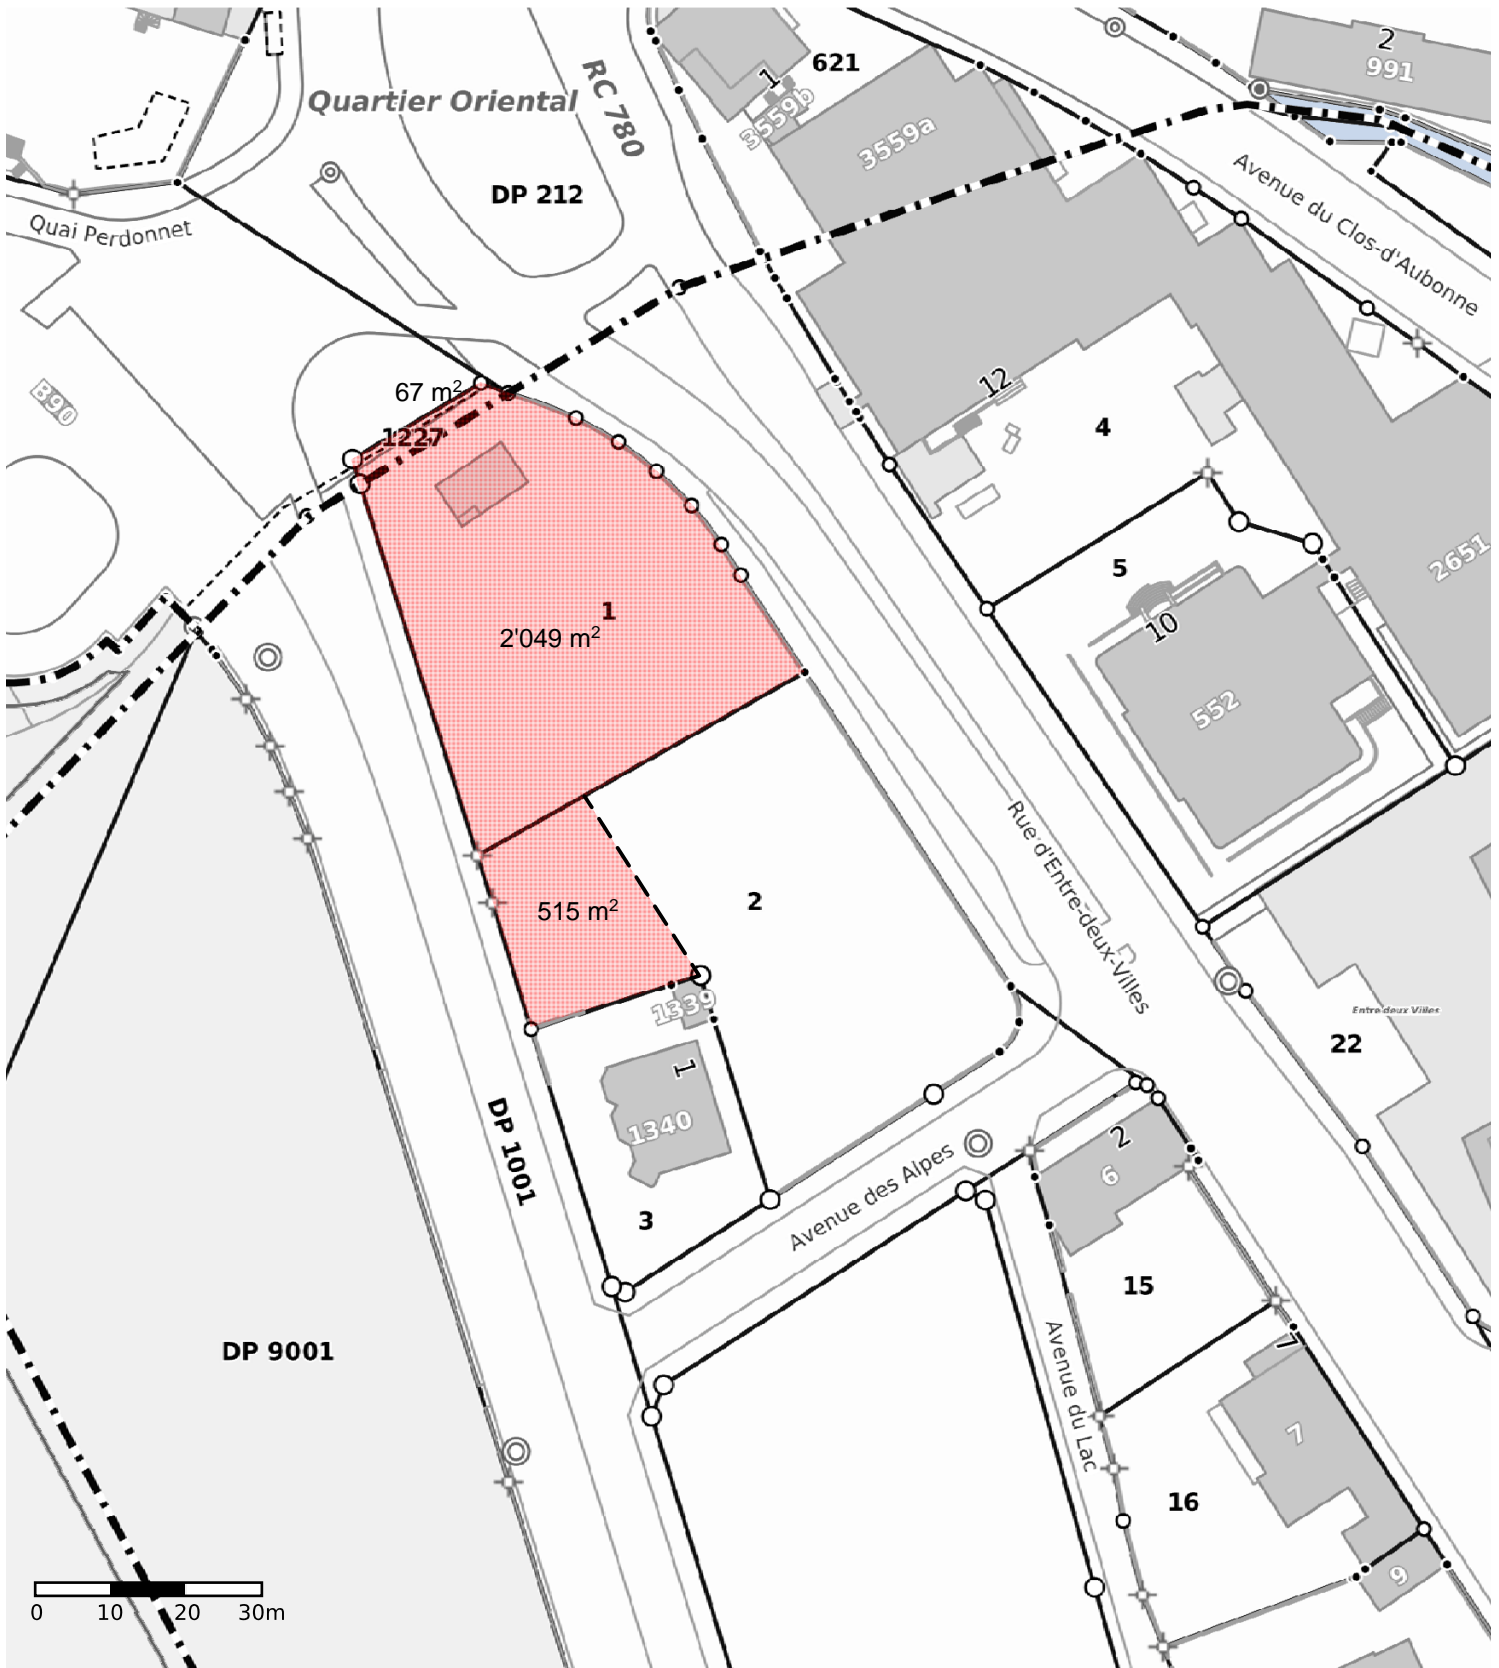 2
991
621
1
3559b
3559a
RC 780
Quartier Oriental
DP 212
Quai Perdonnet
Avenue du Clos-d'Aubonne
B90
67 m²
1227
12
4
5
2651
10
552
1
2'049 m²
Rue d'Entre-deux-Villes
515 m²
2
1339
1
1340
3
DP 1001
Entre deux Villes
22
Avenue des Alpes
2
6
15
DP 9001
Avenue du Lac
7
7
16
9
0 10 20 30m